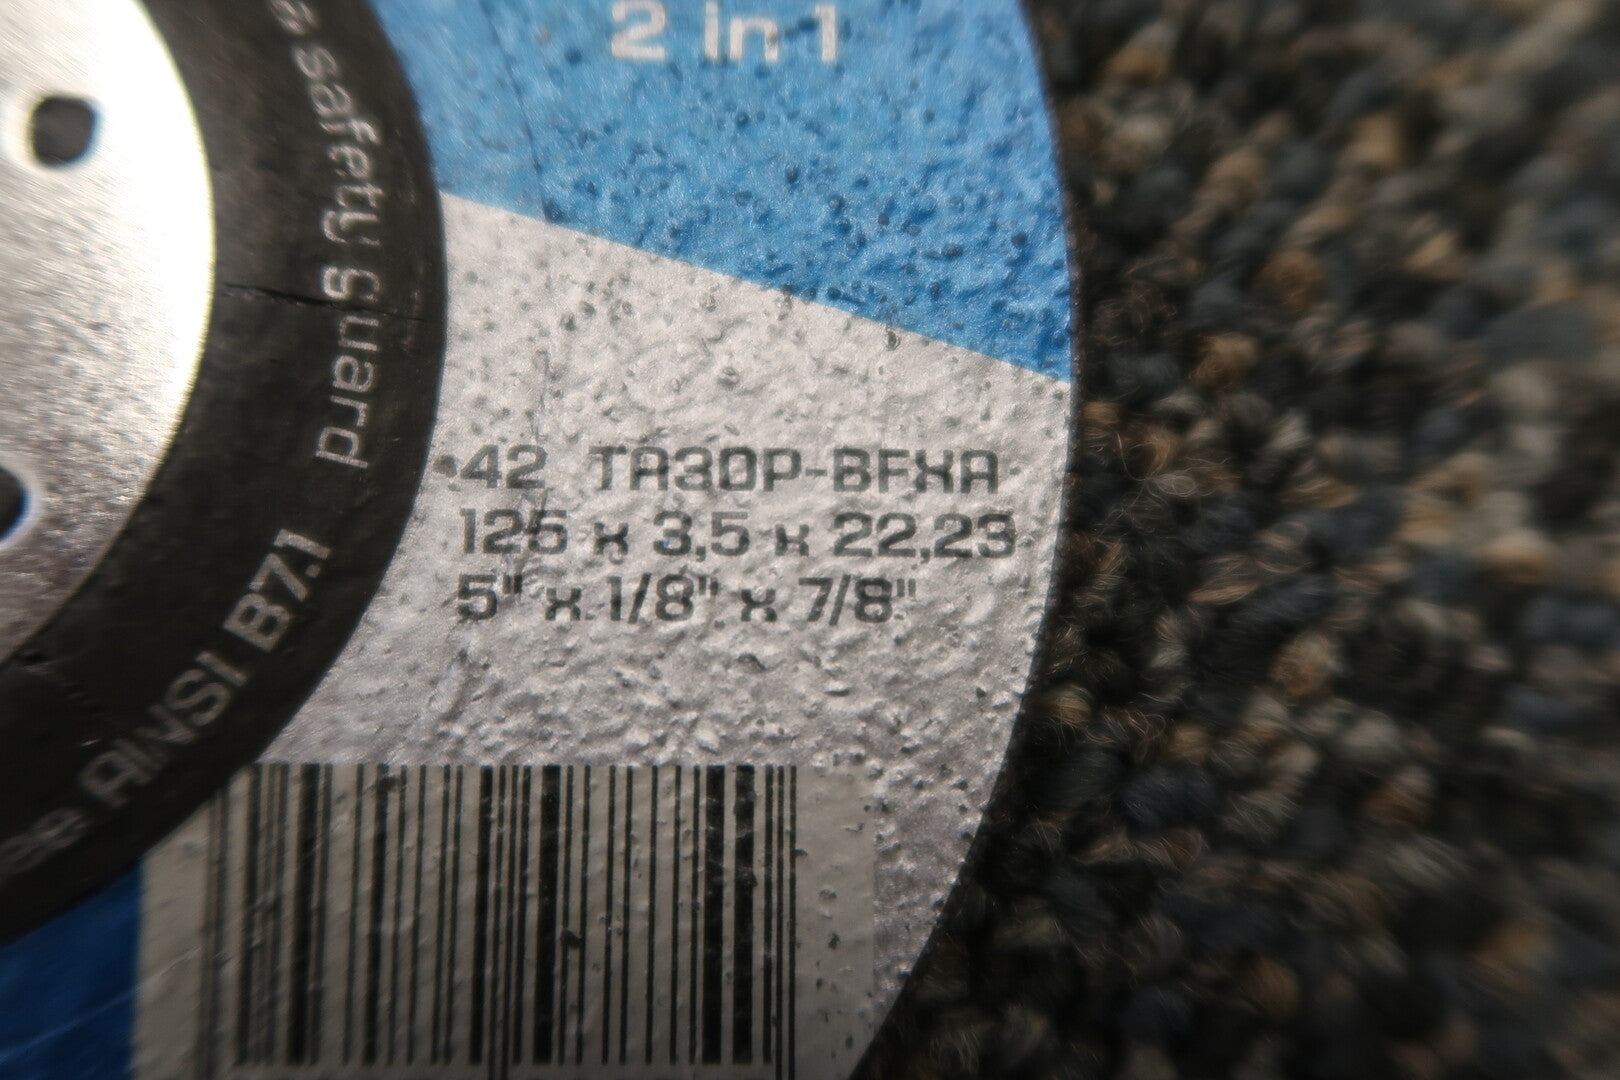 2 in 1
safety guard
ANSI B7.1
42 TA30P-BFXA
125 x 3,5 x 22,23
5" x 1/8" x 7/8"